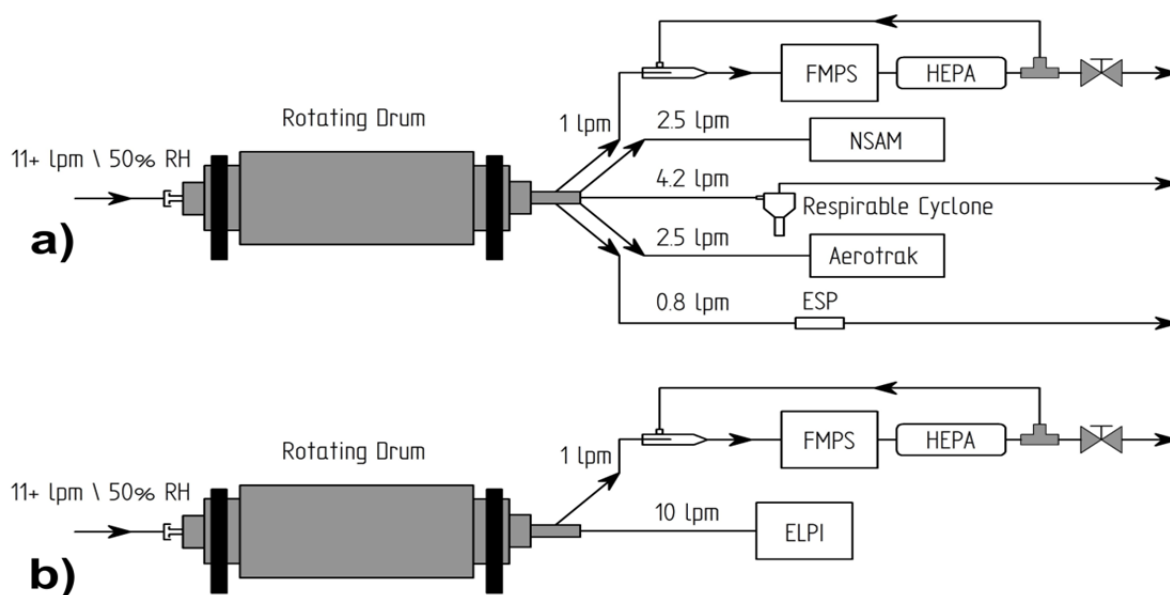 Rotating Drum
11+ lpm \ 50% RH
a)
1 lpm
FMPS
HEPA
2.5 lpm
NSAM
4.2 lpm
Respirable Cyclone
2.5 lpm
Aerotrak
0.8 lpm
ESP
Rotating Drum
11+ lpm \ 50% RH
b)
1 lpm
FMPS
HEPA
10 lpm
ELPI